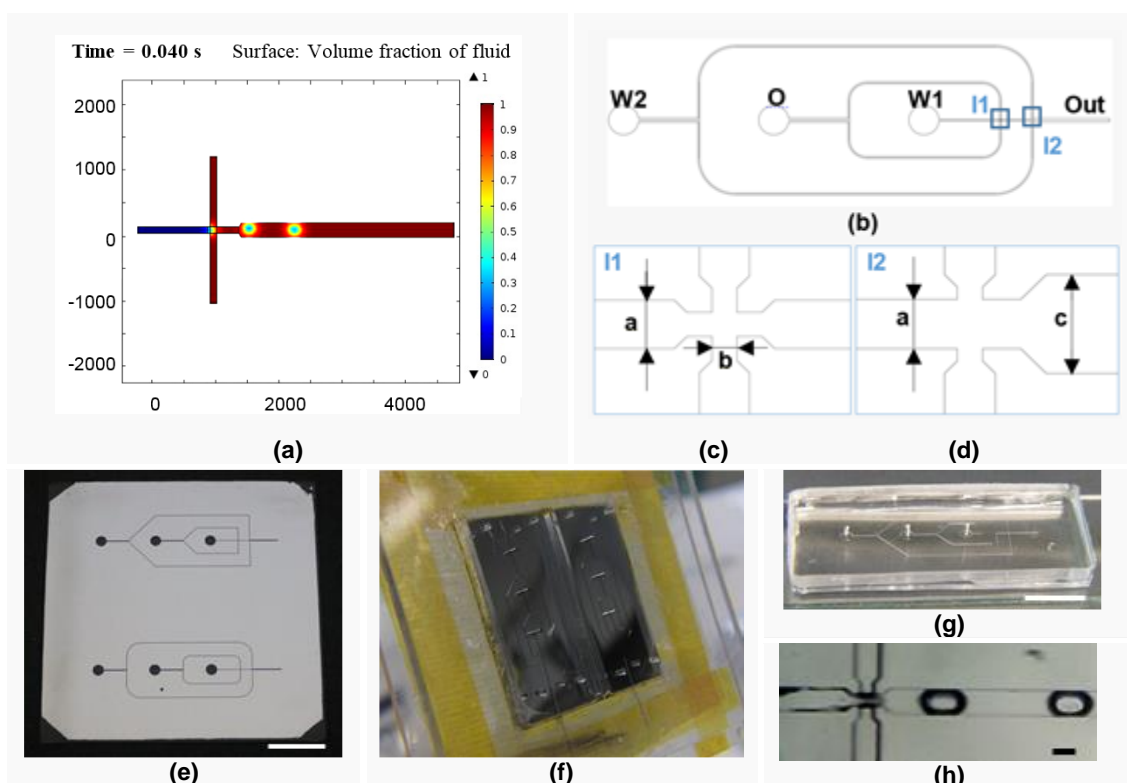 Time = 0.040 s Surface: Volume fraction of fluid
▲ 1
2000
1000
0
-1000
-2000
0 2000 4000
1
0.9
0.8
0.7
0.6
0.5
0.4
0.3
0.2
0.1
0
▼ 0
(a)
W2 O W1 I1 Out
I2
(b)
I1
a
b
(c)
I2
a
c
(d)
(e)
(f)
(g)
(h)